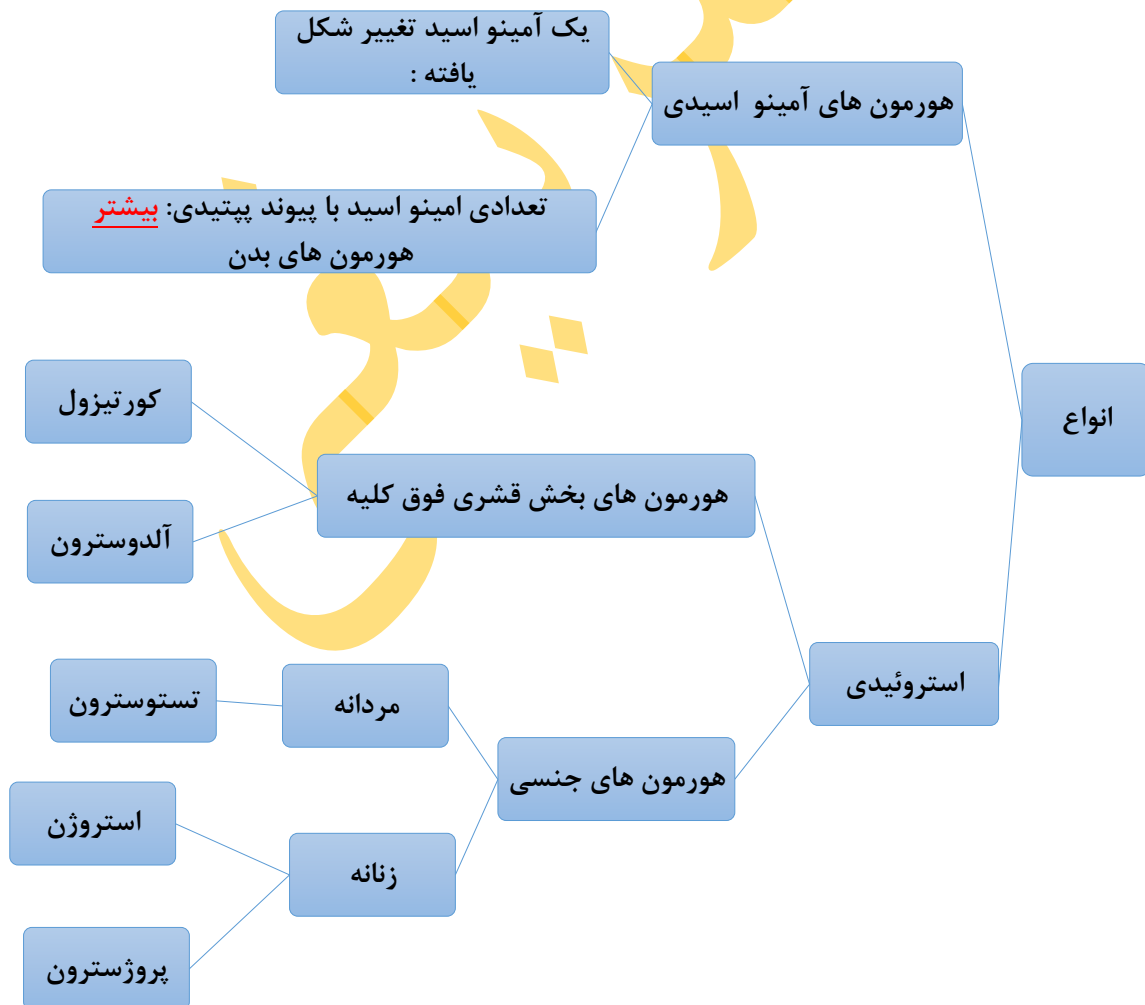 یک آمینو اسید تغییر شکل
یافته :
هورمون های آمینو اسیدی
تعدادی امینو اسید با پیوند پپتیدی: بیشتر
هورمون های بدن
انواع
کورتیزول
هورمون های بخش قشری فوق کلیه
آلدوسترون
استروئیدی
تستوسترون
مردانه
هورمون های جنسی
استروژن
زنانه
پروژسترون